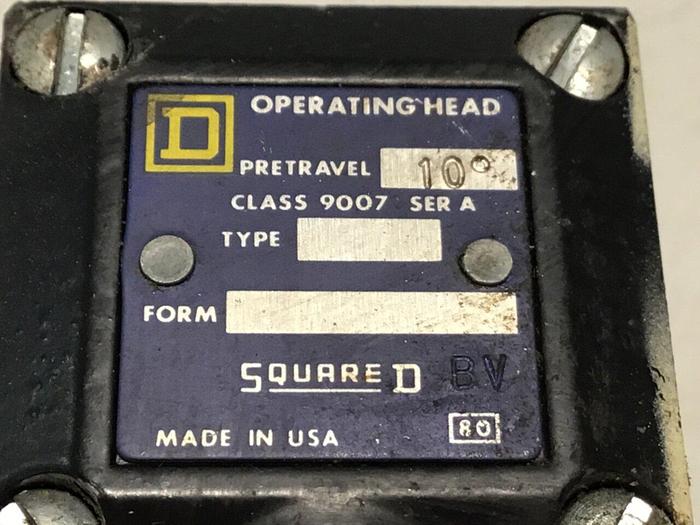 D OPERATING HEAD
PRETRAVEL 10°
CLASS 9007 SER A
TYPE
FORM
SQUARE D BV
MADE IN USA 80